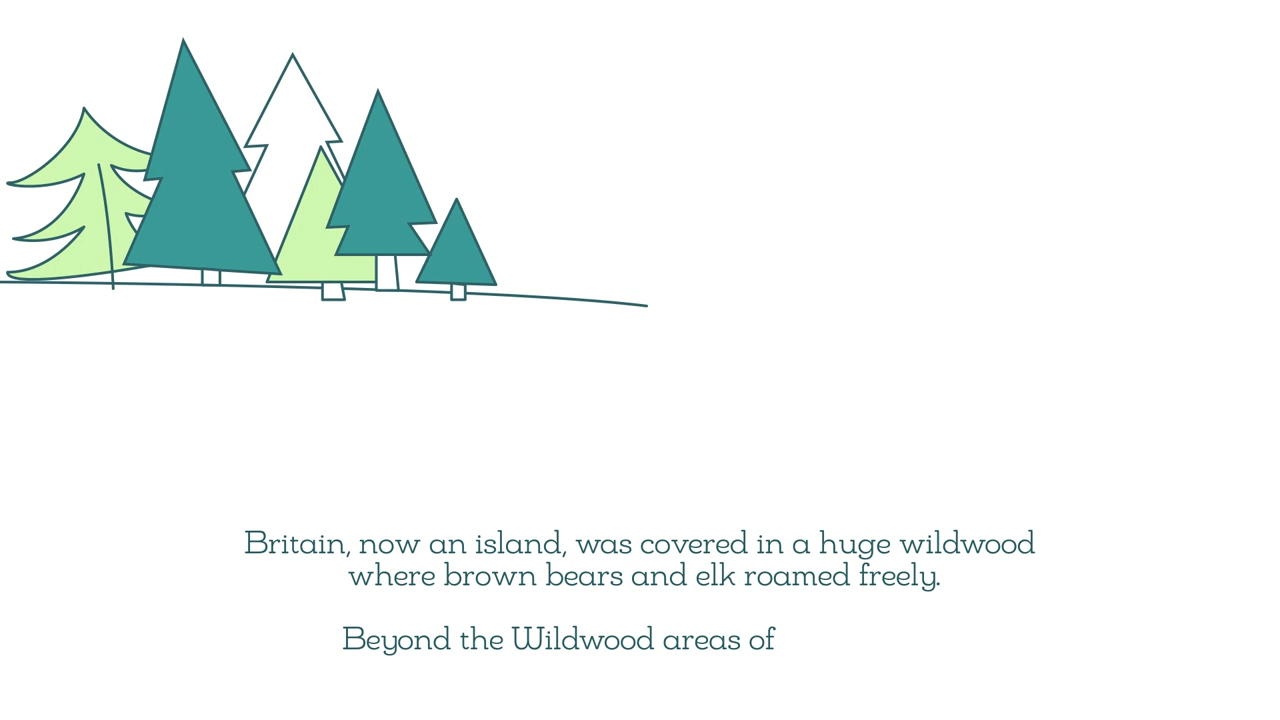 Britain, now an island, was covered in a huge wildwood
where brown bears and elk roamed freely.
Beyond the Wildwood areas of